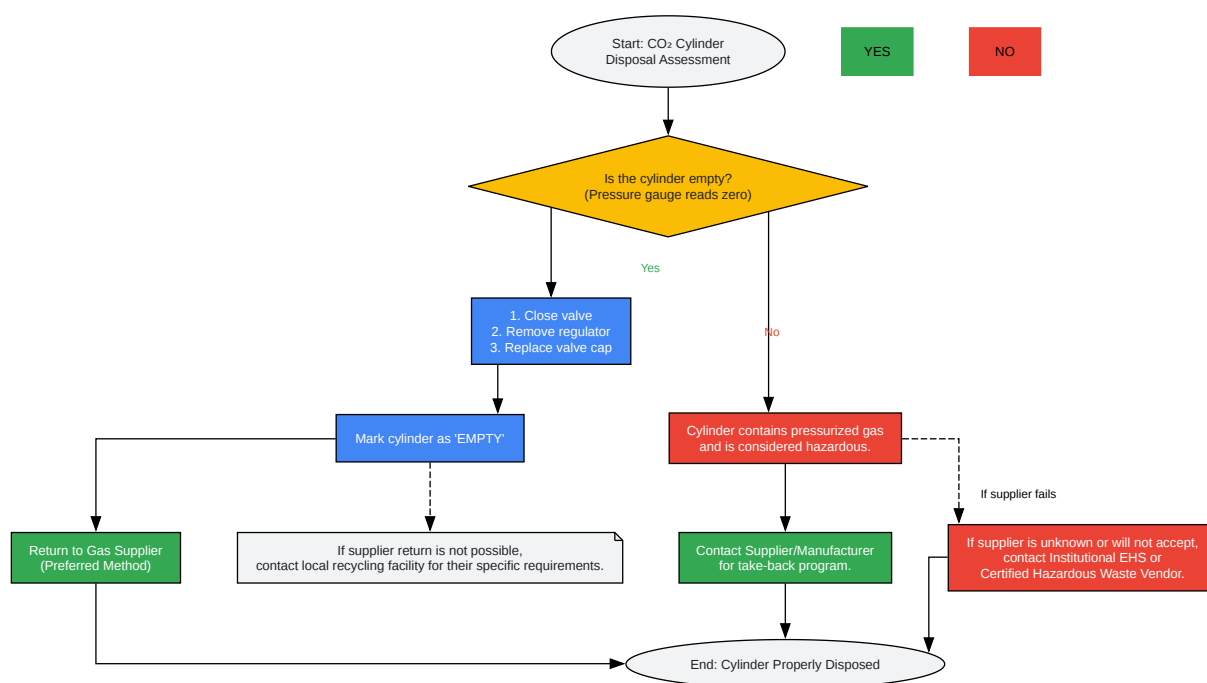 Start: CO₂ Cylinder
Disposal Assessment
YES
NO
Is the cylinder empty?
(Pressure gauge reads zero)
Yes
1. Close valve
2. Remove regulator
3. Replace valve cap
No
Mark cylinder as 'EMPTY'
Cylinder contains pressurized gas
and is considered hazardous.
If supplier fails
Return to Gas Supplier
(Preferred Method)
If supplier return is not possible,
contact local recycling facility for their specific requirements.
Contact Supplier/Manufacturer
for take-back program.
If supplier is unknown or will not accept,
contact Institutional EHS or
Certified Hazardous Waste Vendor.
End: Cylinder Properly Disposed